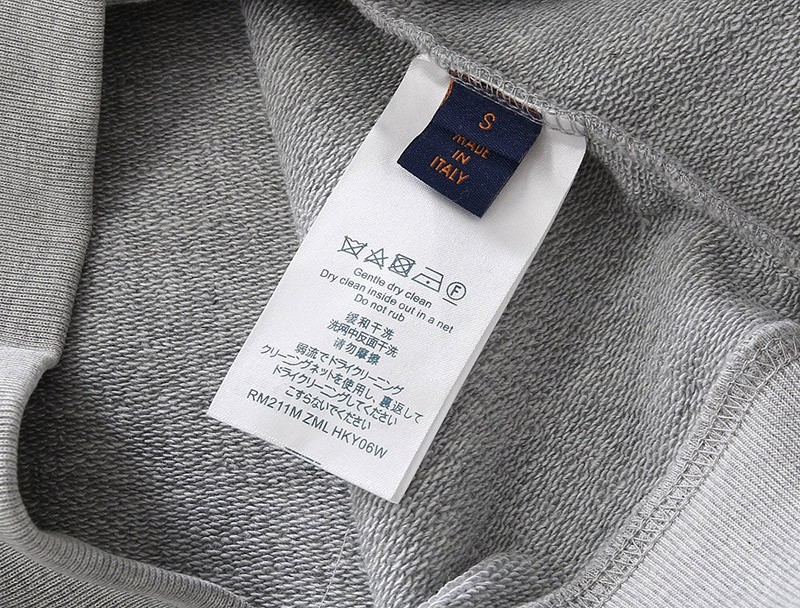 S
MADE
IN
ITALY
F
Gentle dry clean
Dry clean inside out in a net
Do not rub
缓和干洗
洗网中反面干洗
请勿摩擦
弱流でドライクリーニング
クリーニングネットを使用し、裏返して
ドライクリーニングしてください
こすらないでください
RM211M ZML HKY06W